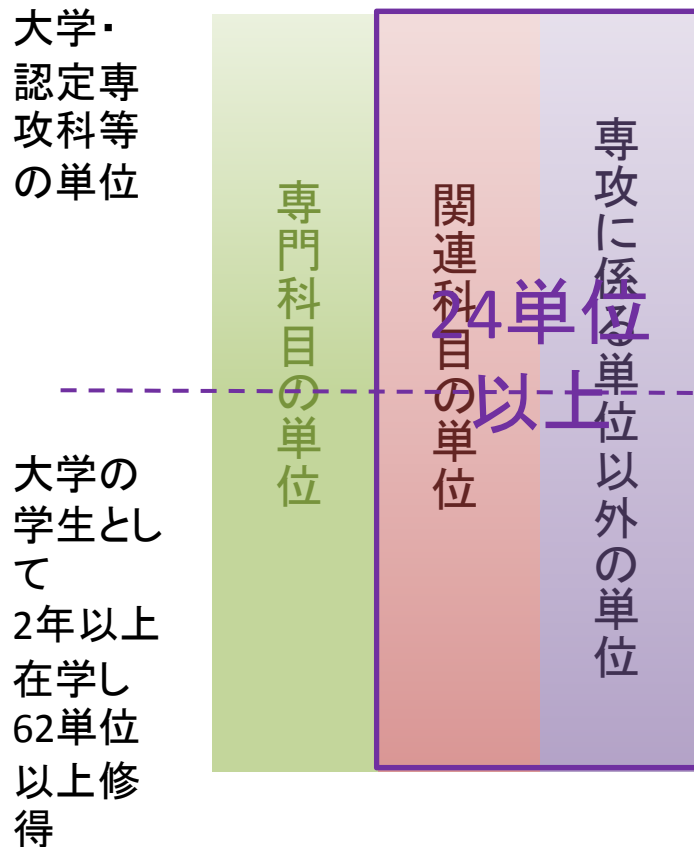 大学・
認定専
攻科等
の単位
専門科目の単位
関連科目の単位
専攻に係る単位以外の単位
24単位
以上
大学の
学生とし
て
2年以上
在学し
62単位
以上修
得